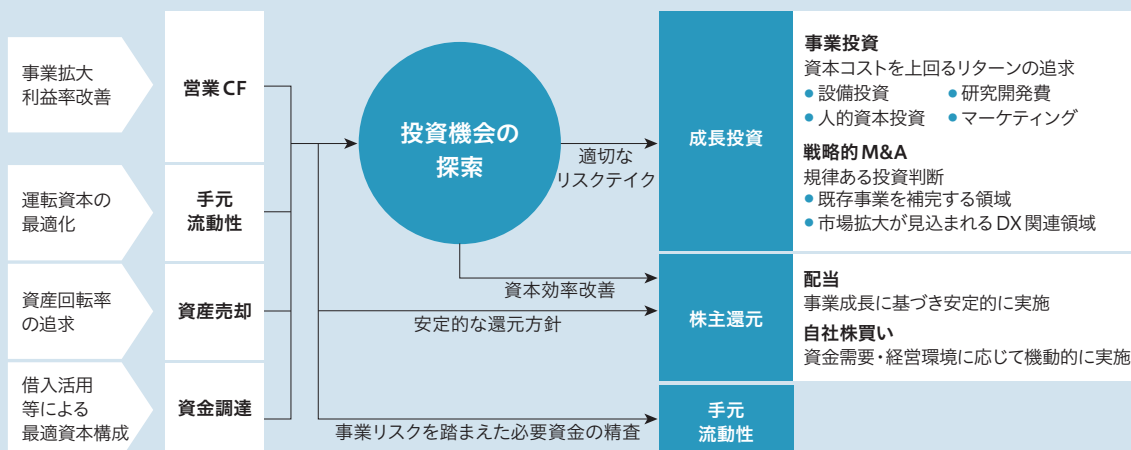 事業拡大
利益率改善
営業CF
運転資本の
最適化
手元
流動性
資産回転率
の追求
資産売却
借入活用
等による
最適資本構成
資金調達
投資機会の
探索
適切な
リスクテイク
資本効率改善
安定的な還元方針
事業リスクを踏まえた必要資金の精査
成長投資
事業投資
資本コストを上回るリターンの追求
● 設備投資 ● 研究開発費
● 人的資本投資 ● マーケティング
戦略的M&A
規律ある投資判断
● 既存事業を補完する領域
● 市場拡大が見込まれるDX関連領域
株主還元
配当
事業成長に基づき安定的に実施
自社株買い
資金需要・経営環境に応じて機動的に実施
手元
流動性